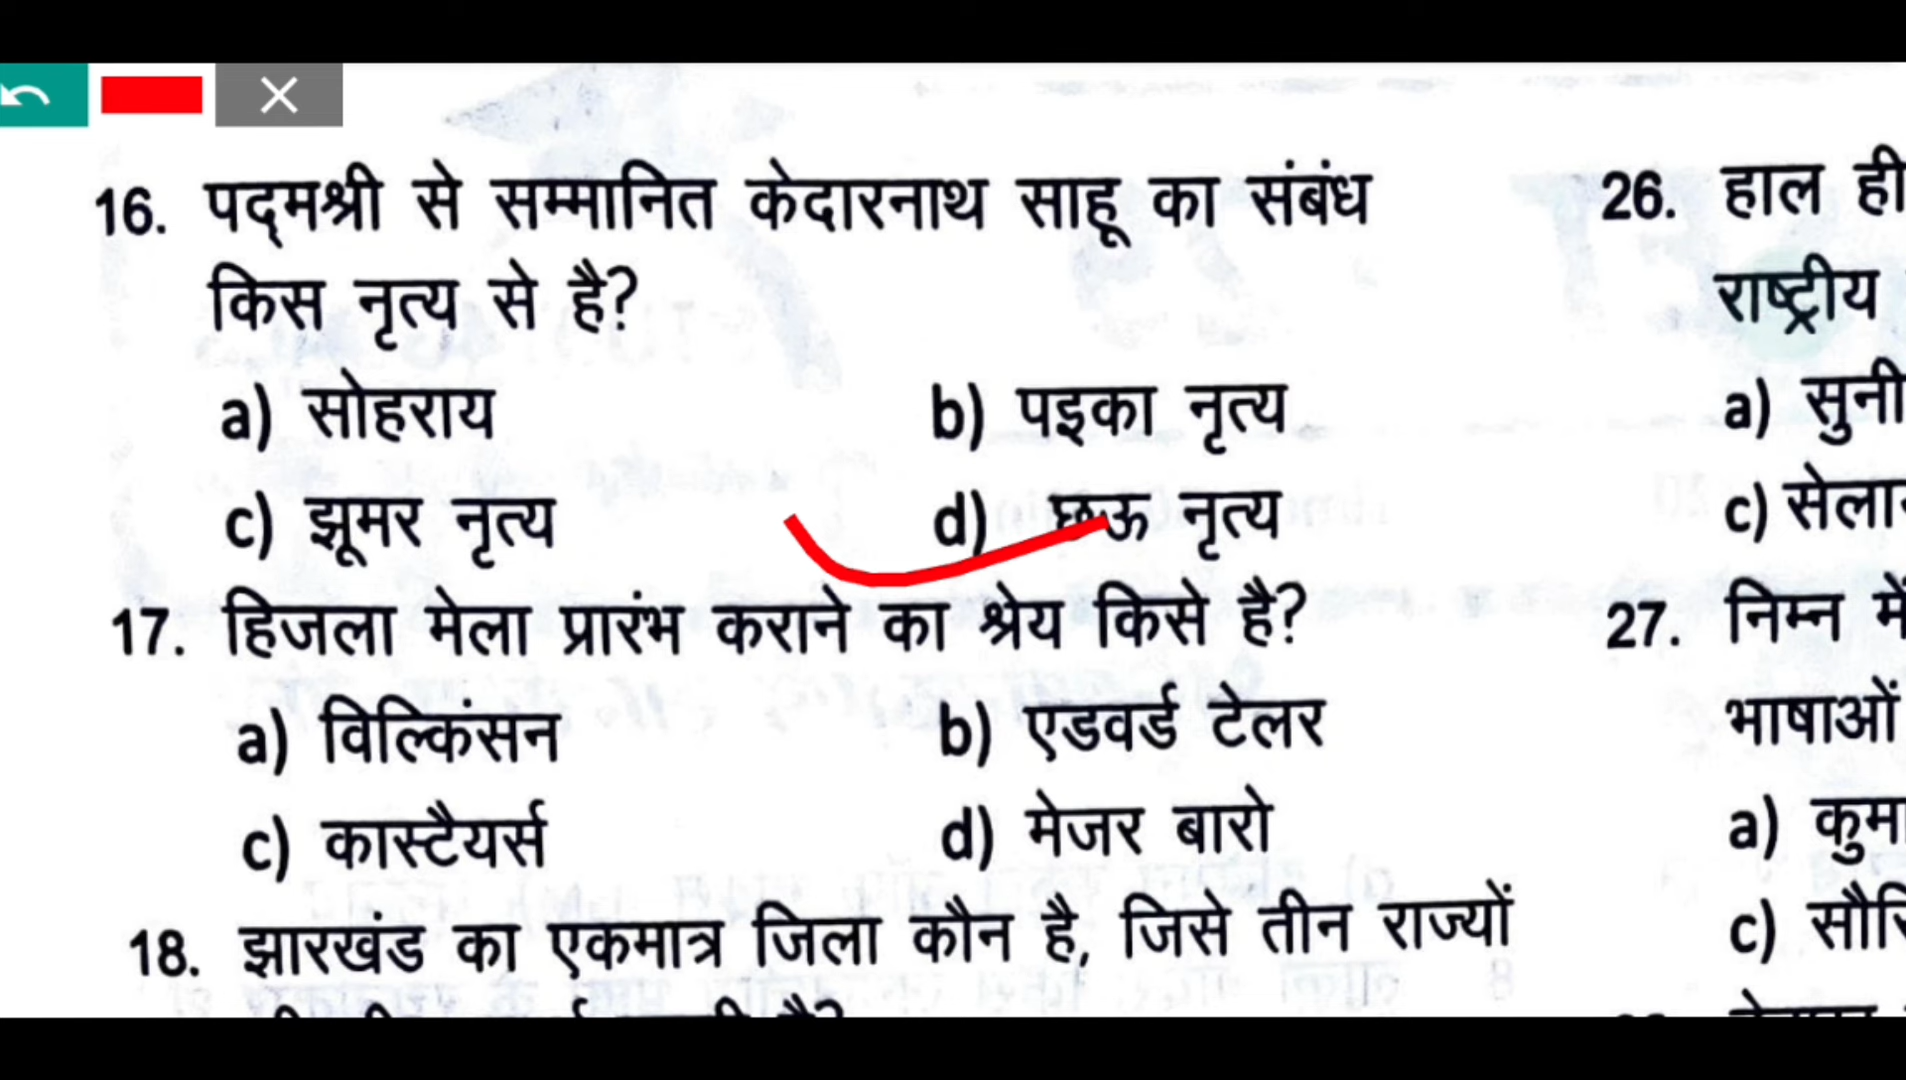 16. पद्मश्री से सम्मानित केदारनाथ साहू का संबंध
किस नृत्य से है?
a) सोहराय b) पइका नृत्य
c) झूमर नृत्य d) छऊ नृत्य
17. हिजला मेला प्रारंभ कराने का श्रेय किसे है?
a) विल्किंसन b) एडवर्ड टेलर
c) कास्टैयर्स d) मेजर बारो
18. झारखंड का एकमात्र जिला कौन है, जिसे तीन राज्यों
26. हाल ही
राष्ट्रीय
a) सुनी
c) सेला
27. निम्न में
भाषाओं
a) कुमा
c) सौरि